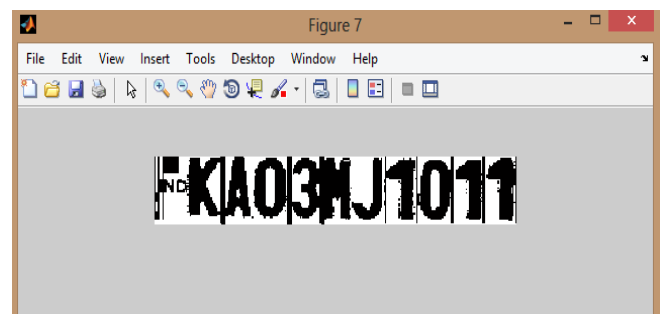 Figure 7
File Edit View Insert Tools Desktop Window Help
IND KA03MJ1011